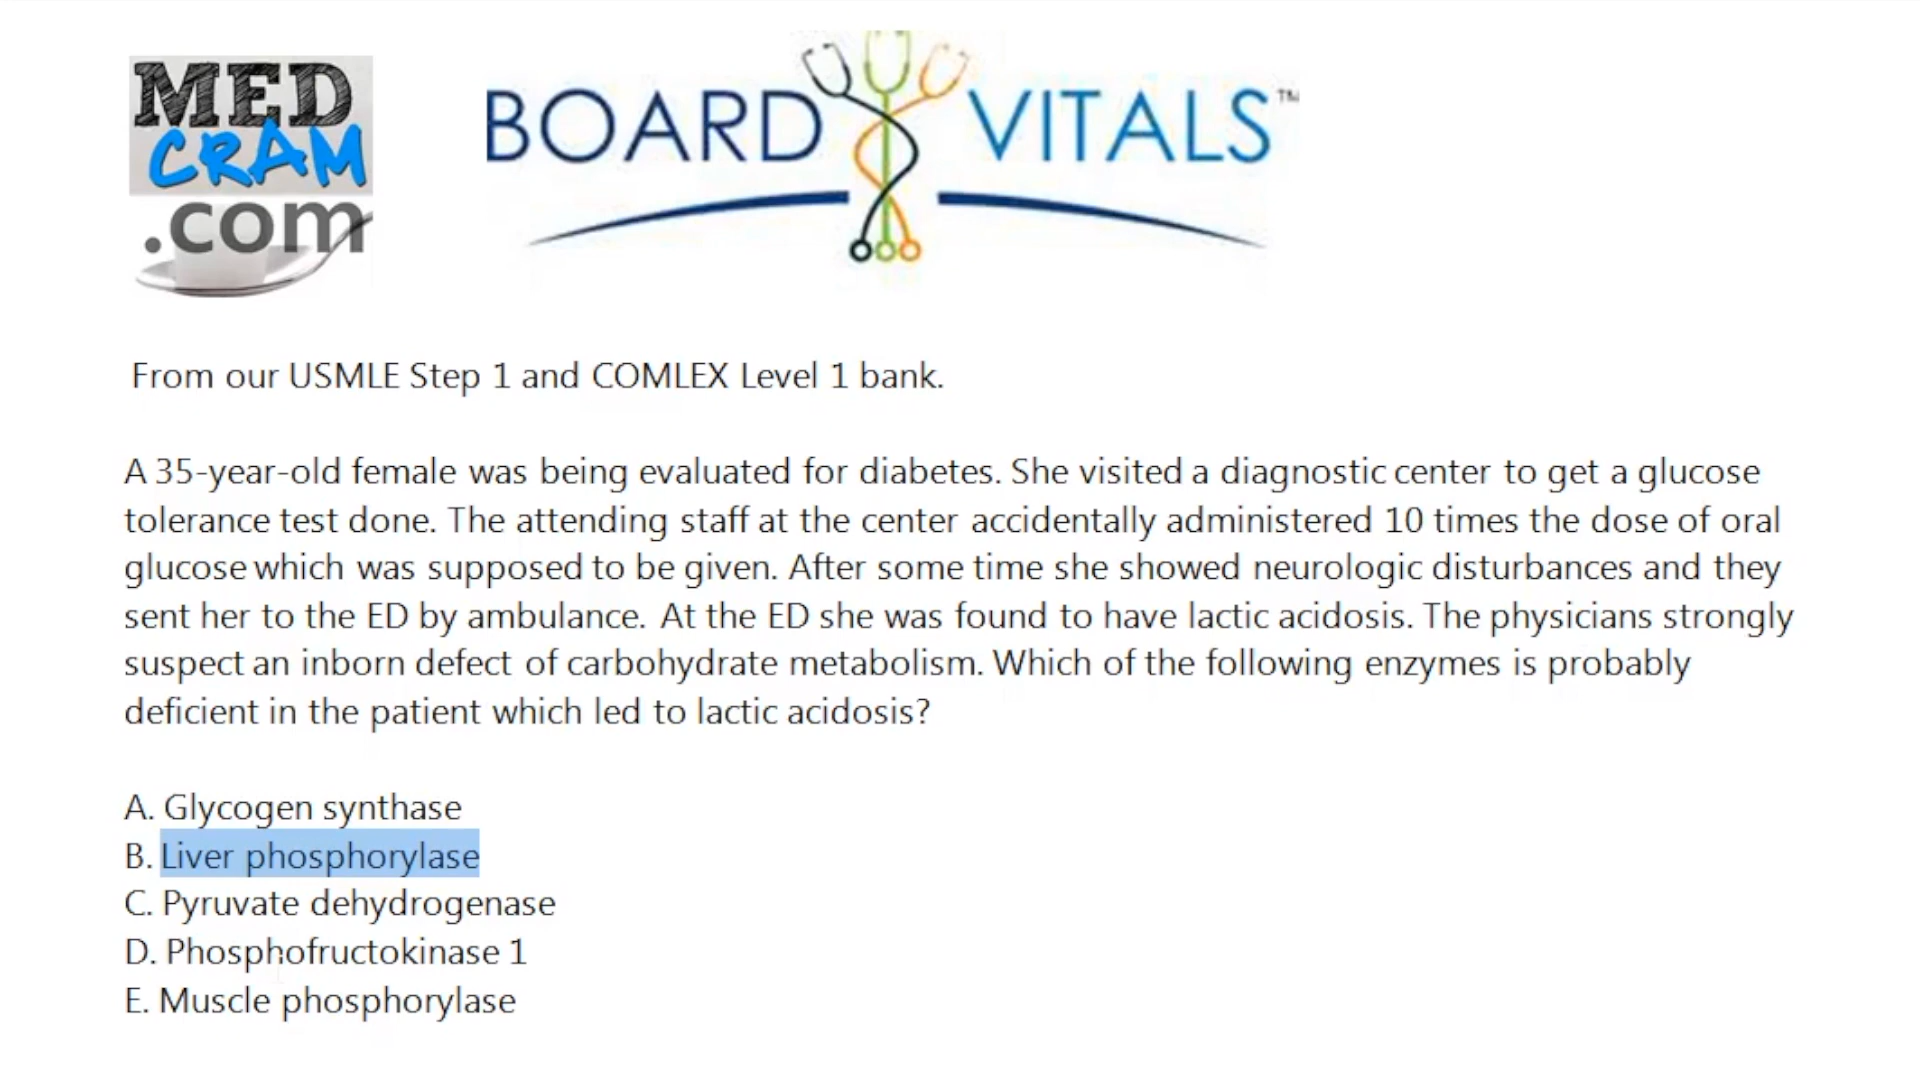 MED
CRAM
.com
BOARD VITALS™
From our USMLE Step 1 and COMLEX Level 1 bank.
A 35-year-old female was being evaluated for diabetes. She visited a diagnostic center to get a glucose
tolerance test done. The attending staff at the center accidentally administered 10 times the dose of oral
glucose which was supposed to be given. After some time she showed neurologic disturbances and they
sent her to the ED by ambulance. At the ED she was found to have lactic acidosis. The physicians strongly
suspect an inborn defect of carbohydrate metabolism. Which of the following enzymes is probably
deficient in the patient which led to lactic acidosis?
A. Glycogen synthase
B. Liver phosphorylase
C. Pyruvate dehydrogenase
D. Phosphofructokinase 1
E. Muscle phosphorylase